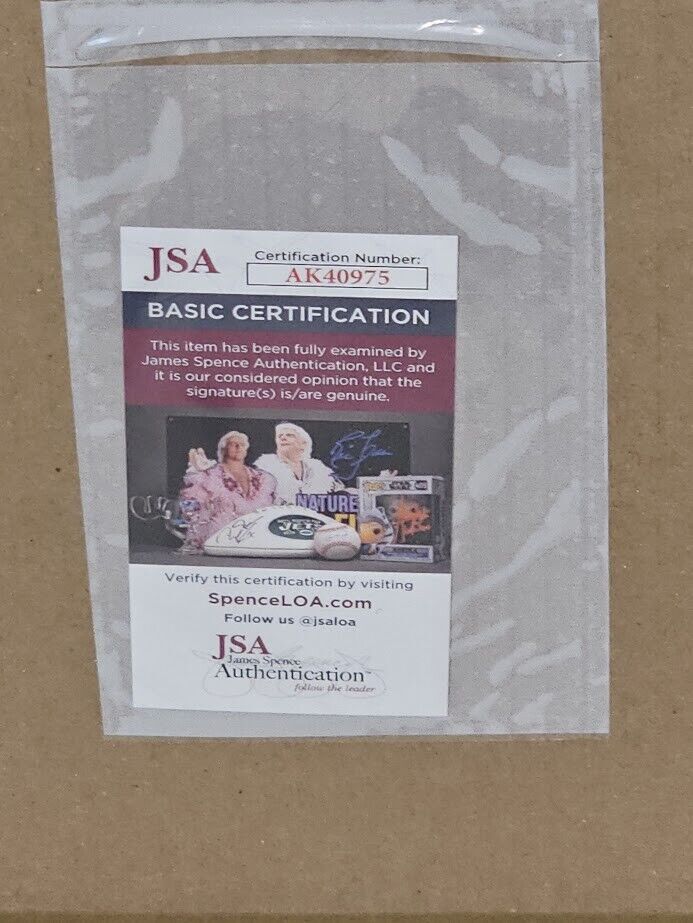 JSA
Certification Number:
AK40975
BASIC CERTIFICATION
This item has been fully examined by
James Spence Authentication, LLC and
it is our considered opinion that the
signature(s) is/are genuine.
NATURE
JETS
Verify this certification by visiting
SpenceLOA.com
Follow us @jsaloa
JSA
James Spence
Authentication™
follow the leader